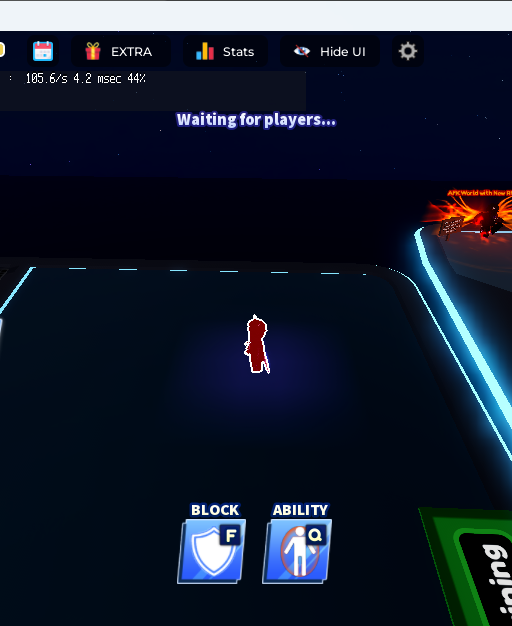 EXTRA
Stats
Hide UI
: 105.6/s 4.2 msec 44%
Waiting for players...
AFK World with New
BLOCK
ABILITY
F
Q
ining